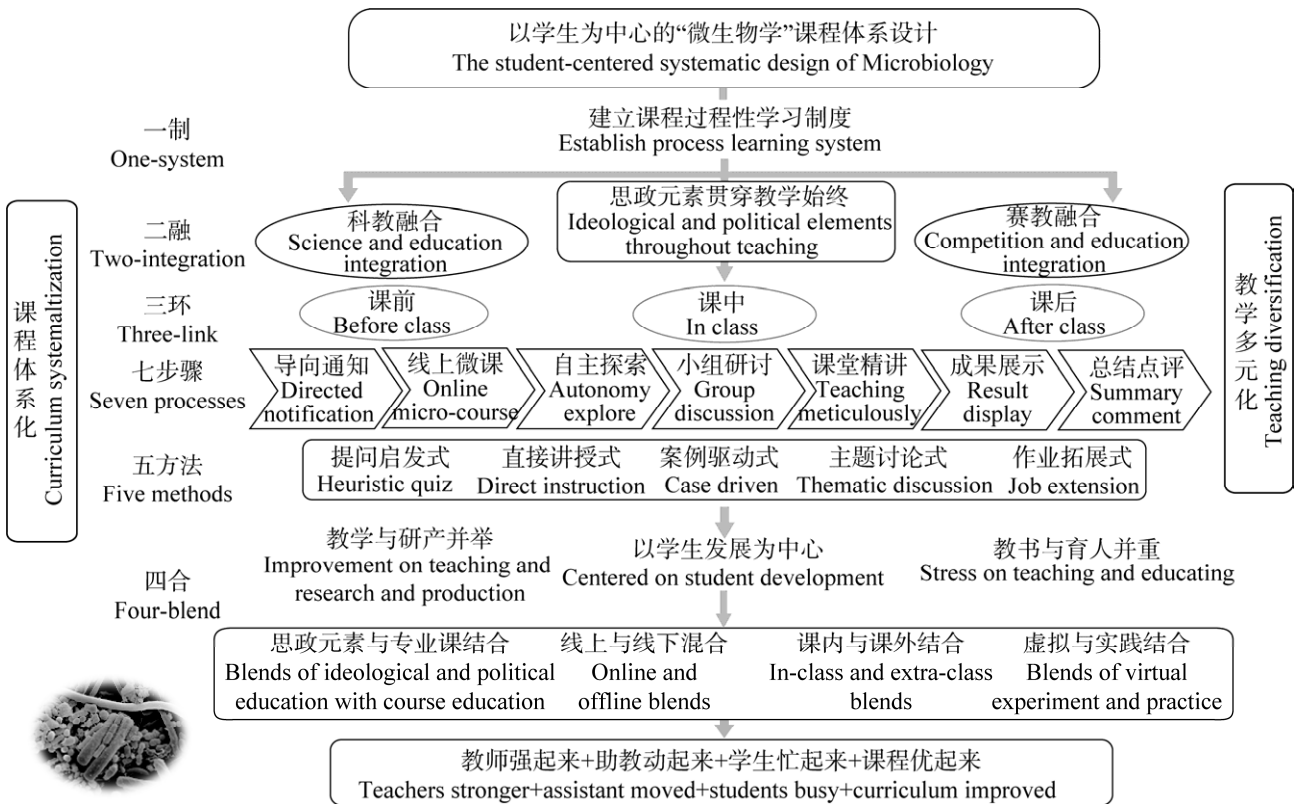 以学生为中心的“微生物学”课程体系设计
The student-centered systematic design of Microbiology
一制
One-system
建立课程过程性学习制度
Establish process learning system
课程体系化
Curriculum systemaltization
二融
Two-integration
科教融合
Science and education
integration
思政元素贯穿教学始终
Ideological and political elements
throughout teaching
赛教融合
Competition and education
integration
教学多元化
Teaching diversification
三环
Three-link
课前
Before class
课中
In class
课后
After class
七步骤
Seven processes
导向通知
Directed
notification
线上微课
Online
micro-course
自主探索
Autonomy
explore
小组研讨
Group
discussion
课堂精讲
Teaching
meticulously
成果展示
Result
display
总结点评
Summary
comment
五方法
Five methods
提问启发式
Heuristic quiz
直接讲授式
Direct instruction
案例驱动式
Case driven
主题讨论式
Thematic discussion
作业拓展式
Job extension
四合
Four-blend
教学与研产并举
Improvement on teaching and
research and production
以学生发展为中心
Centered on student development
教书与育人并重
Stress on teaching and educating
思政元素与专业课结合
Blends of ideological and political
education with course education
线上与线下混合
Online and
offline blends
课内与课外结合
In-class and extra-class
blends
虚拟与实践结合
Blends of virtual
experiment and practice
教师强起来+助教动起来+学生忙起来+课程优起来
Teachers stronger+assistant moved+students busy+curriculum improved